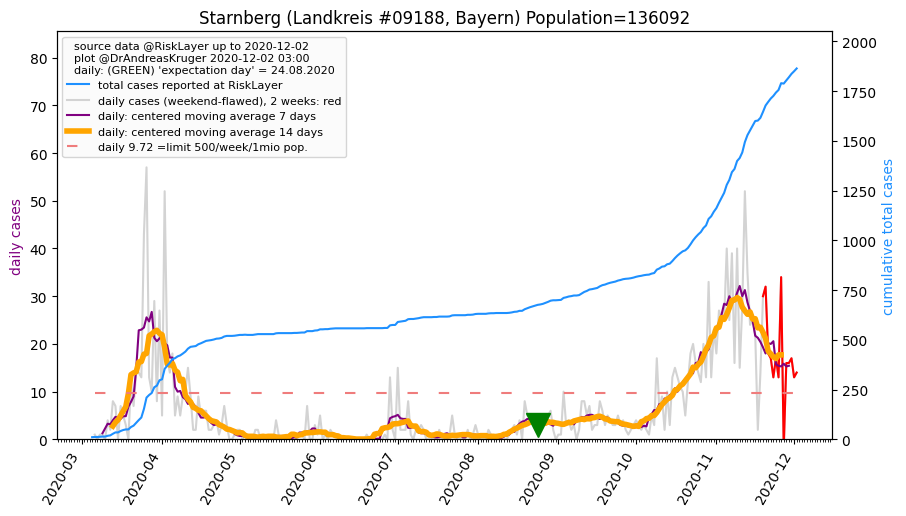 Starnberg (Landkreis #09188, Bayern) Population=136092
source data @RiskLayer up to 2020-12-02
plot @DrAndreasKruger 2020-12-02 03:00
daily: (GREEN) 'expectation day' = 24.08.2020
total cases reported at RiskLayer
daily cases (weekend-flawed), 2 weeks: red
daily: centered moving average 7 days
daily: centered moving average 14 days
daily 9.72 =limit 500/week/1mio pop.
daily cases
80
70
60
50
40
30
20
10
0
cumulative total cases
2000
1750
1500
1250
1000
750
500
250
0
2020-03
2020-04
2020-05
2020-06
2020-07
2020-08
2020-09
2020-10
2020-11
2020-12